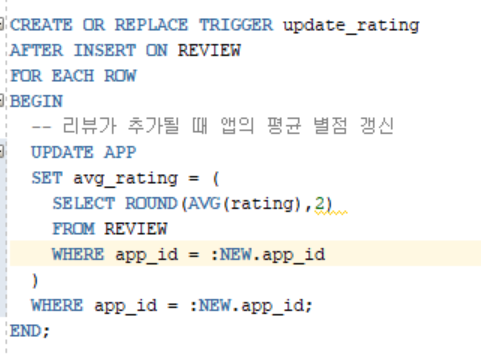 CREATE OR REPLACE TRIGGER update_rating
AFTER INSERT ON REVIEW
FOR EACH ROW
BEGIN
  -- 리뷰가 추가될 때 앱의 평균 별점 갱신
  UPDATE APP
  SET avg_rating = (
    SELECT ROUND(AVG(rating),2)
    FROM REVIEW
    WHERE app_id = :NEW.app_id
  )
  WHERE app_id = :NEW.app_id;
END;